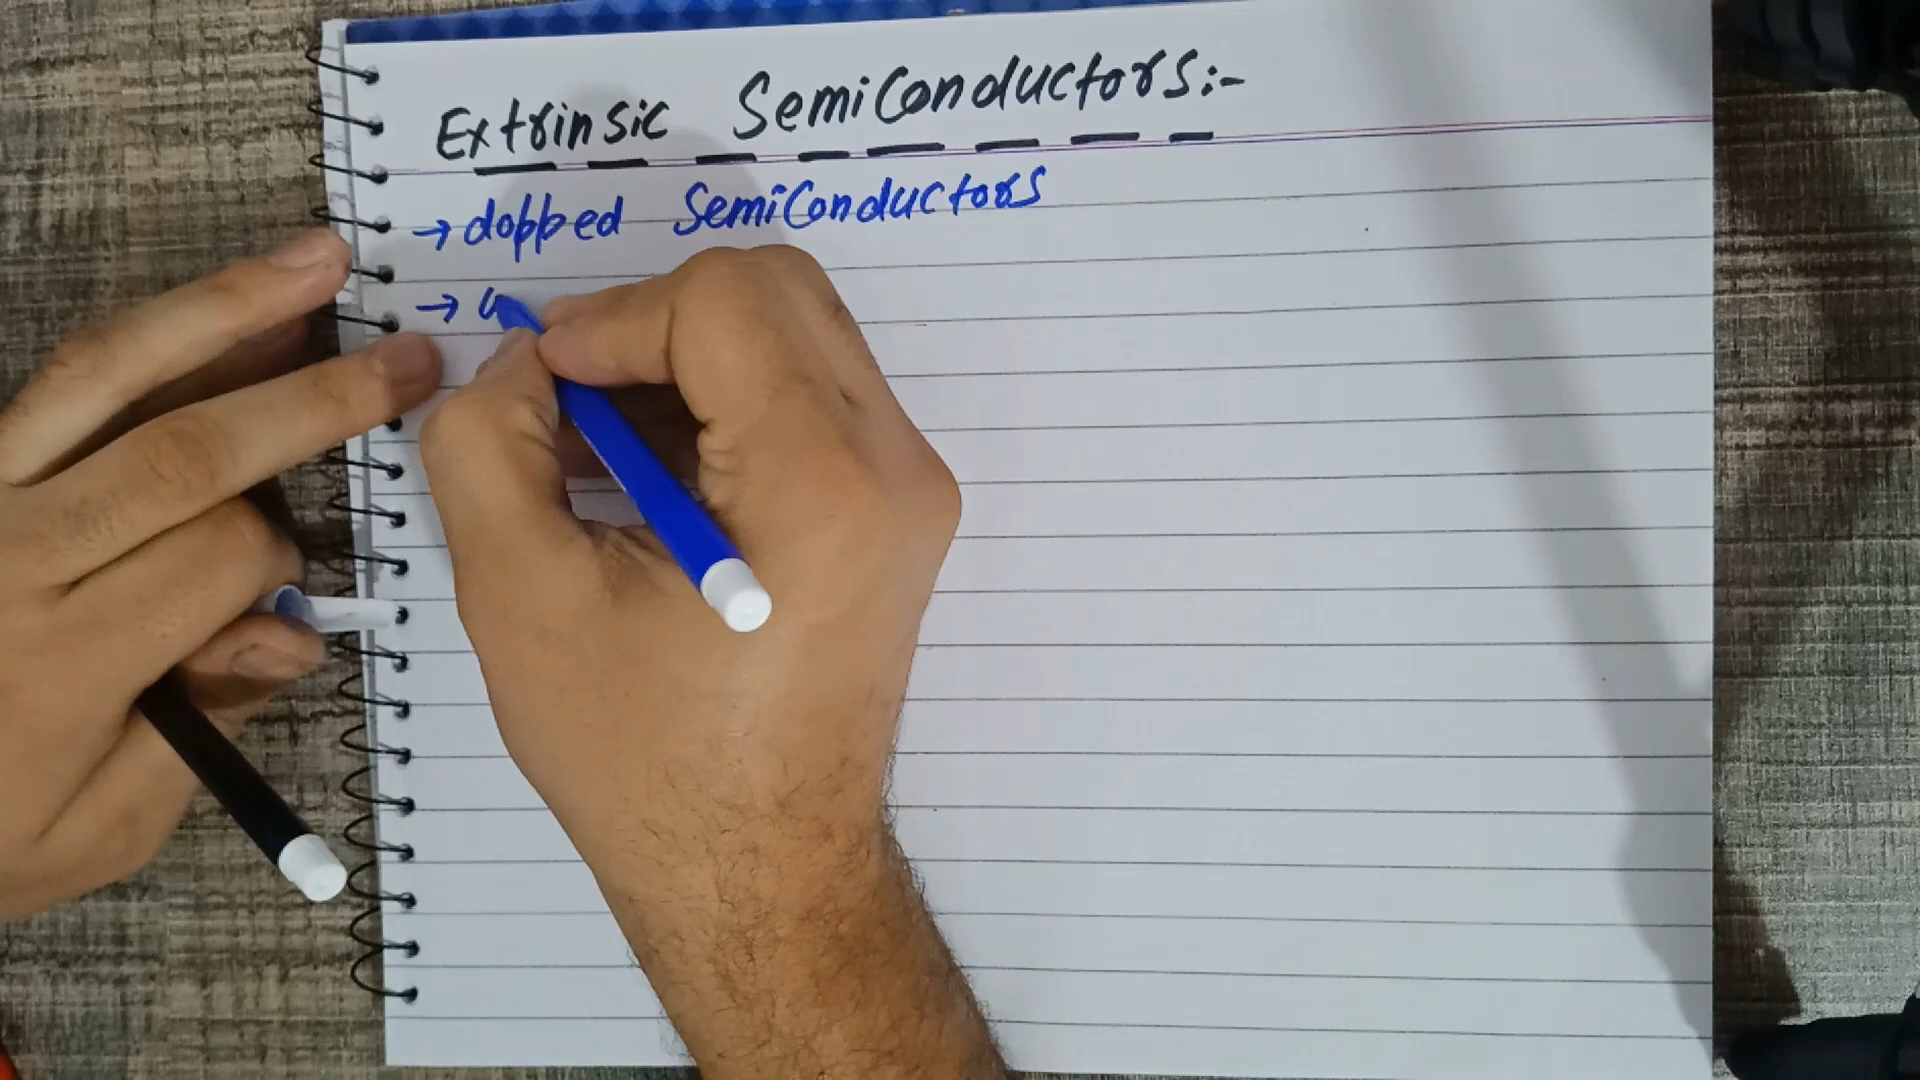 Extrinsic SemiConductors:-
→ dopped SemiConductors
→